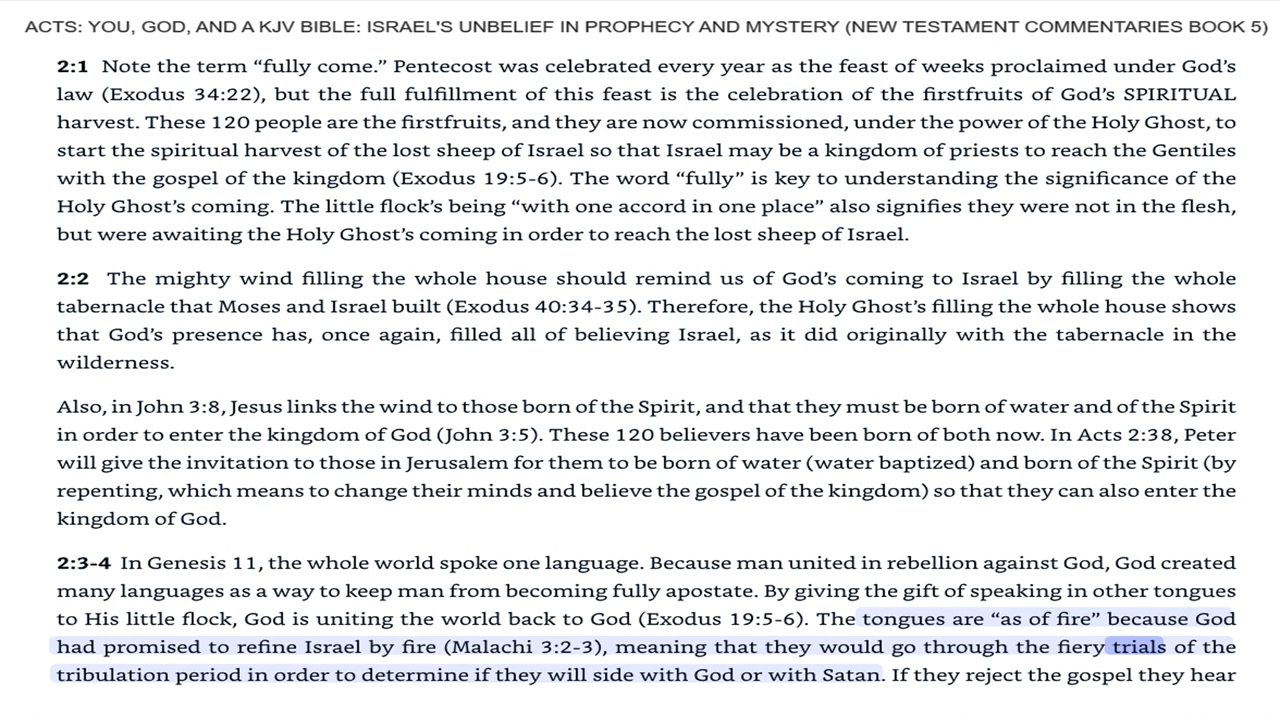 ACTS: YOU, GOD, AND A KJV BIBLE: ISRAEL'S UNBELIEF IN PROPHECY AND MYSTERY (NEW TESTAMENT COMMENTARIES BOOK 5)
2:1 Note the term “fully come.” Pentecost was celebrated every year as the feast of weeks proclaimed under God’s
law (Exodus 34:22), but the full fulfillment of this feast is the celebration of the firstfruits of God’s SPIRITUAL
harvest. These 120 people are the firstfruits, and they are now commissioned, under the power of the Holy Ghost, to
start the spiritual harvest of the lost sheep of Israel so that Israel may be a kingdom of priests to reach the Gentiles
with the gospel of the kingdom (Exodus 19:5-6). The word “fully” is key to understanding the significance of the
Holy Ghost’s coming. The little flock’s being “with one accord in one place” also signifies they were not in the flesh,
but were awaiting the Holy Ghost’s coming in order to reach the lost sheep of Israel.
2:2 The mighty wind filling the whole house should remind us of God’s coming to Israel by filling the whole
tabernacle that Moses and Israel built (Exodus 40:34-35). Therefore, the Holy Ghost’s filling the whole house shows
that God’s presence has, once again, filled all of believing Israel, as it did originally with the tabernacle in the
wilderness.
Also, in John 3:8, Jesus links the wind to those born of the Spirit, and that they must be born of water and of the Spirit
in order to enter the kingdom of God (John 3:5). These 120 believers have been born of both now. In Acts 2:38, Peter
will give the invitation to those in Jerusalem for them to be born of water (water baptized) and born of the Spirit (by
repenting, which means to change their minds and believe the gospel of the kingdom) so that they can also enter the
kingdom of God.
2:3-4 In Genesis 11, the whole world spoke one language. Because man united in rebellion against God, God created
many languages as a way to keep man from becoming fully apostate. By giving the gift of speaking in other tongues
to His little flock, God is uniting the world back to God (Exodus 19:5-6). The tongues are “as of fire” because God
had promised to refine Israel by fire (Malachi 3:2-3), meaning that they would go through the fiery trials of the
tribulation period in order to determine if they will side with God or with Satan. If they reject the gospel they hear